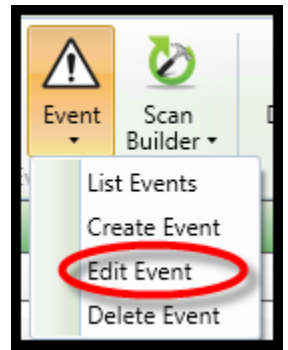 Event
Scan
Builder
List Events
Create Event
Edit Event
Delete Event